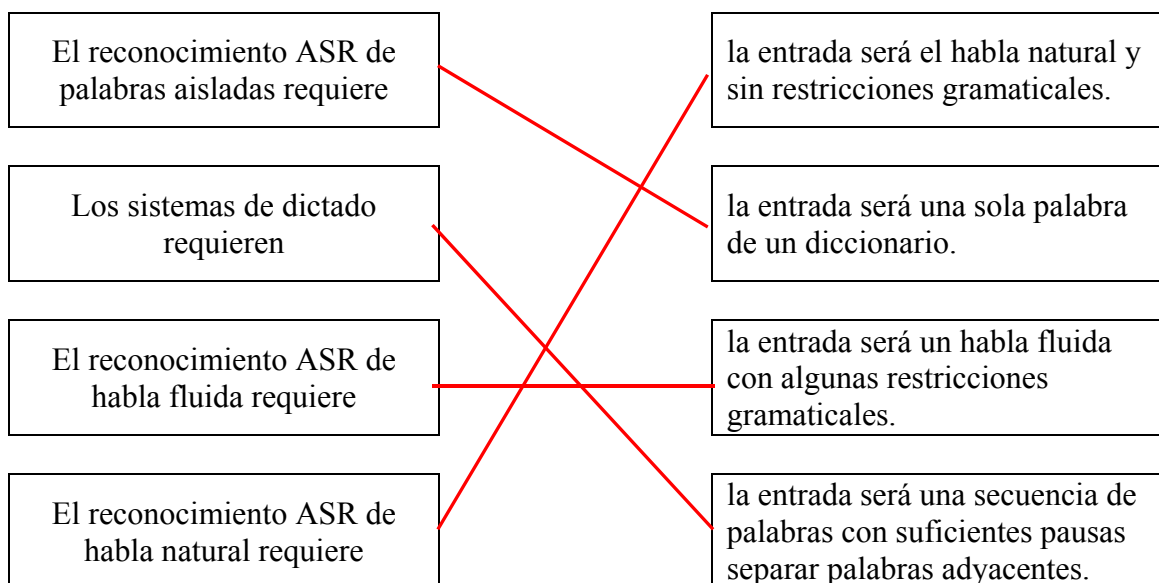 El reconocimiento ASR de
palabras aisladas requiere
la entrada será el habla natural y
sin restricciones gramaticales.
Los sistemas de dictado
requieren
la entrada será una sola palabra
de un diccionario.
El reconocimiento ASR de
habla fluida requiere
la entrada será un habla fluida
con algunas restricciones
gramaticales.
El reconocimiento ASR de
habla natural requiere
la entrada será una secuencia de
palabras con suficientes pausas
separar palabras adyacentes.